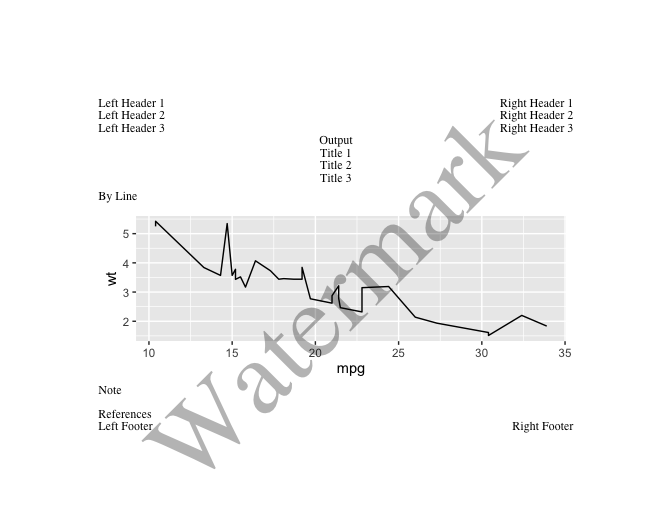 Left Header 1
Left Header 2
Left Header 3
Right Header 1
Right Header 2
Right Header 3
Output
Title 1
Title 2
Title 3
By Line
wt
5
4
3
2
10 15 20 25 30 35
mpg
Watermark
Note
References
Left Footer
Right Footer